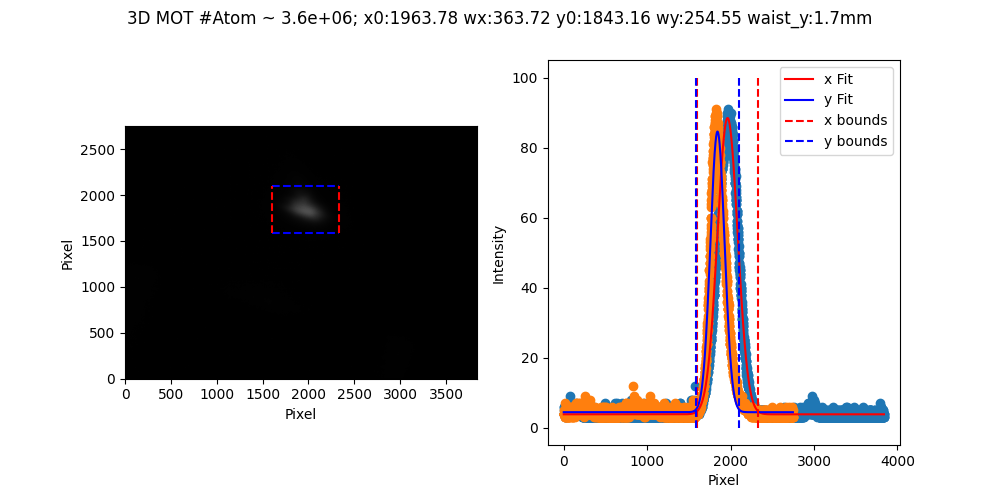 3D MOT #Atom ~ 3.6e+06; x0:1963.78 wx:363.72 y0:1843.16 wy:254.55 waist_y:1.7mm
2500
2000
1500
1000
500
0
Pixel
0 500 1000 1500 2000 2500 3000 3500
Pixel
100
80
60
40
20
0
Intensity
0 1000 2000 3000 4000
Pixel
x Fit
y Fit
x bounds
y bounds